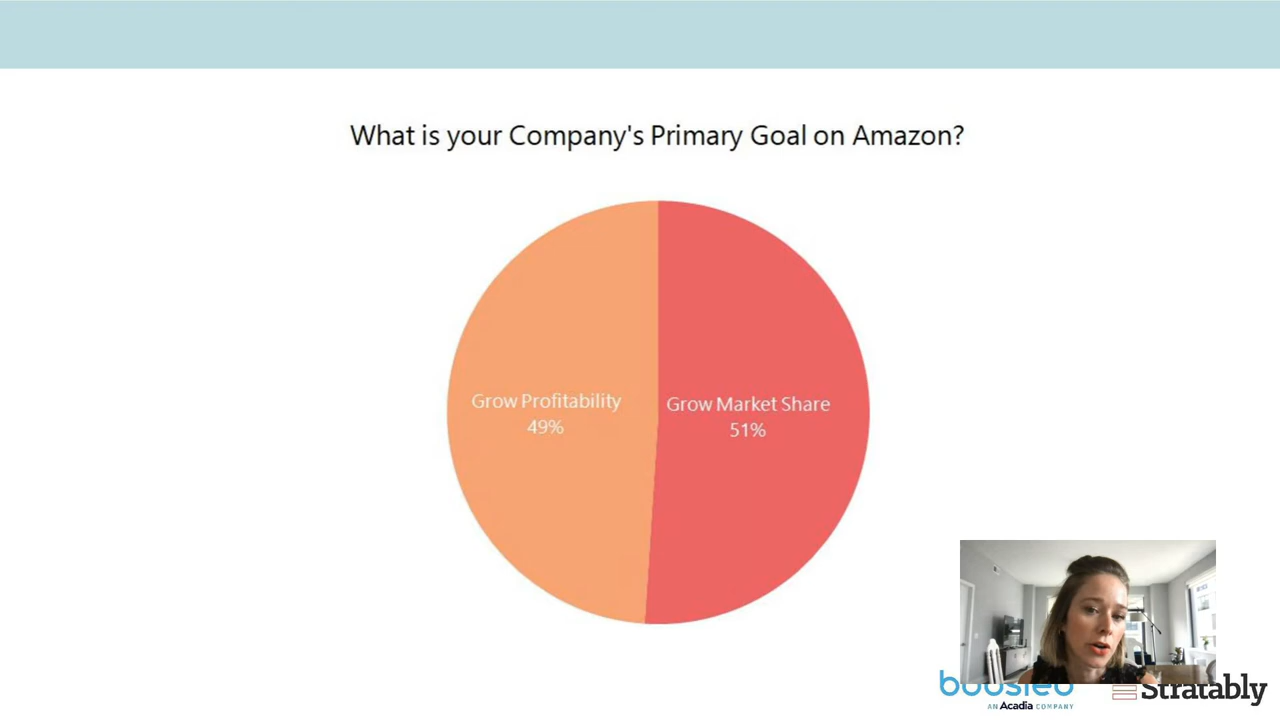 What is your Company's Primary Goal on Amazon?
Grow Profitability
49%
Grow Market Share
51%
AN Acadia COMPANY
Stratably